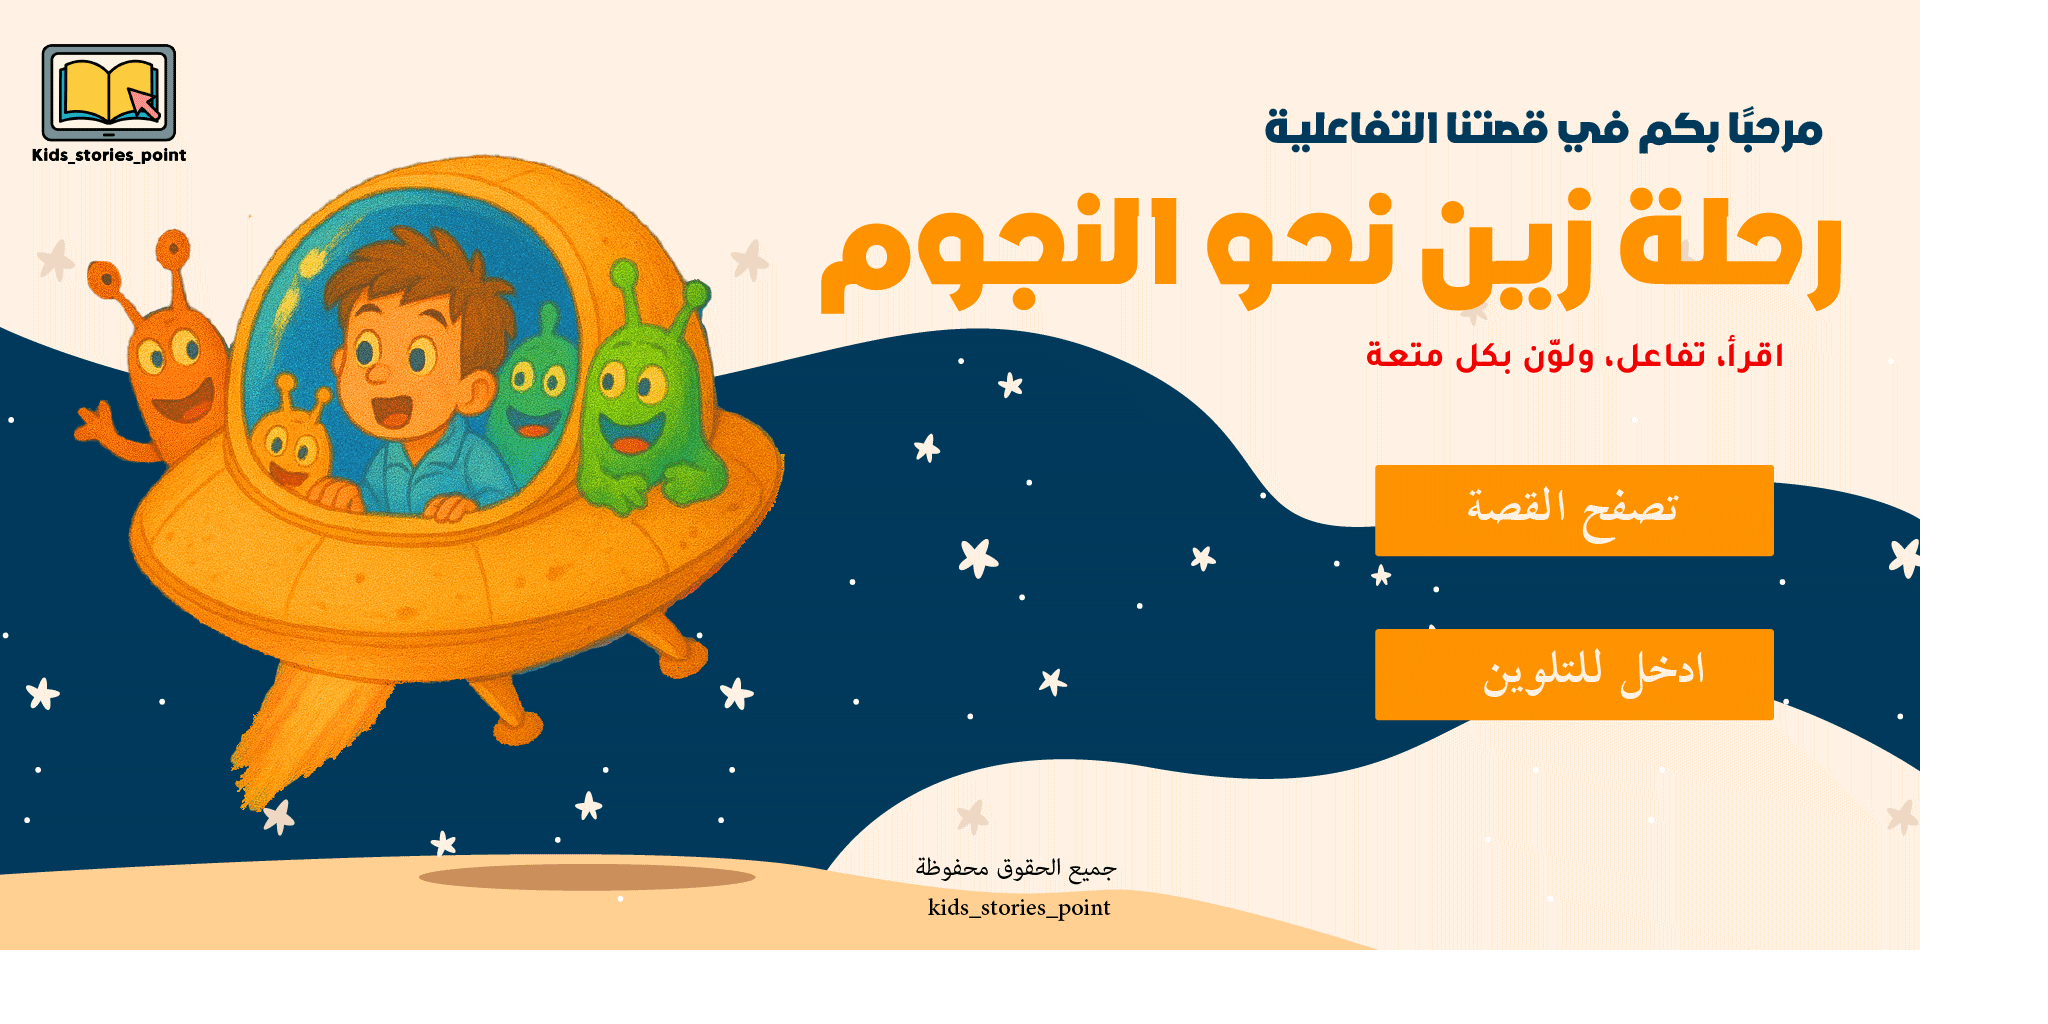 Kids_stories_point
مرحبًا بكم في قصتنا التفاعلية
رحلة زين نحو النجوم
اقرأ، تفاعل، ولوّن بكل متعة
تصفح القصة
ادخل للتلوين
جميع الحقوق محفوظة
kids_stories_point